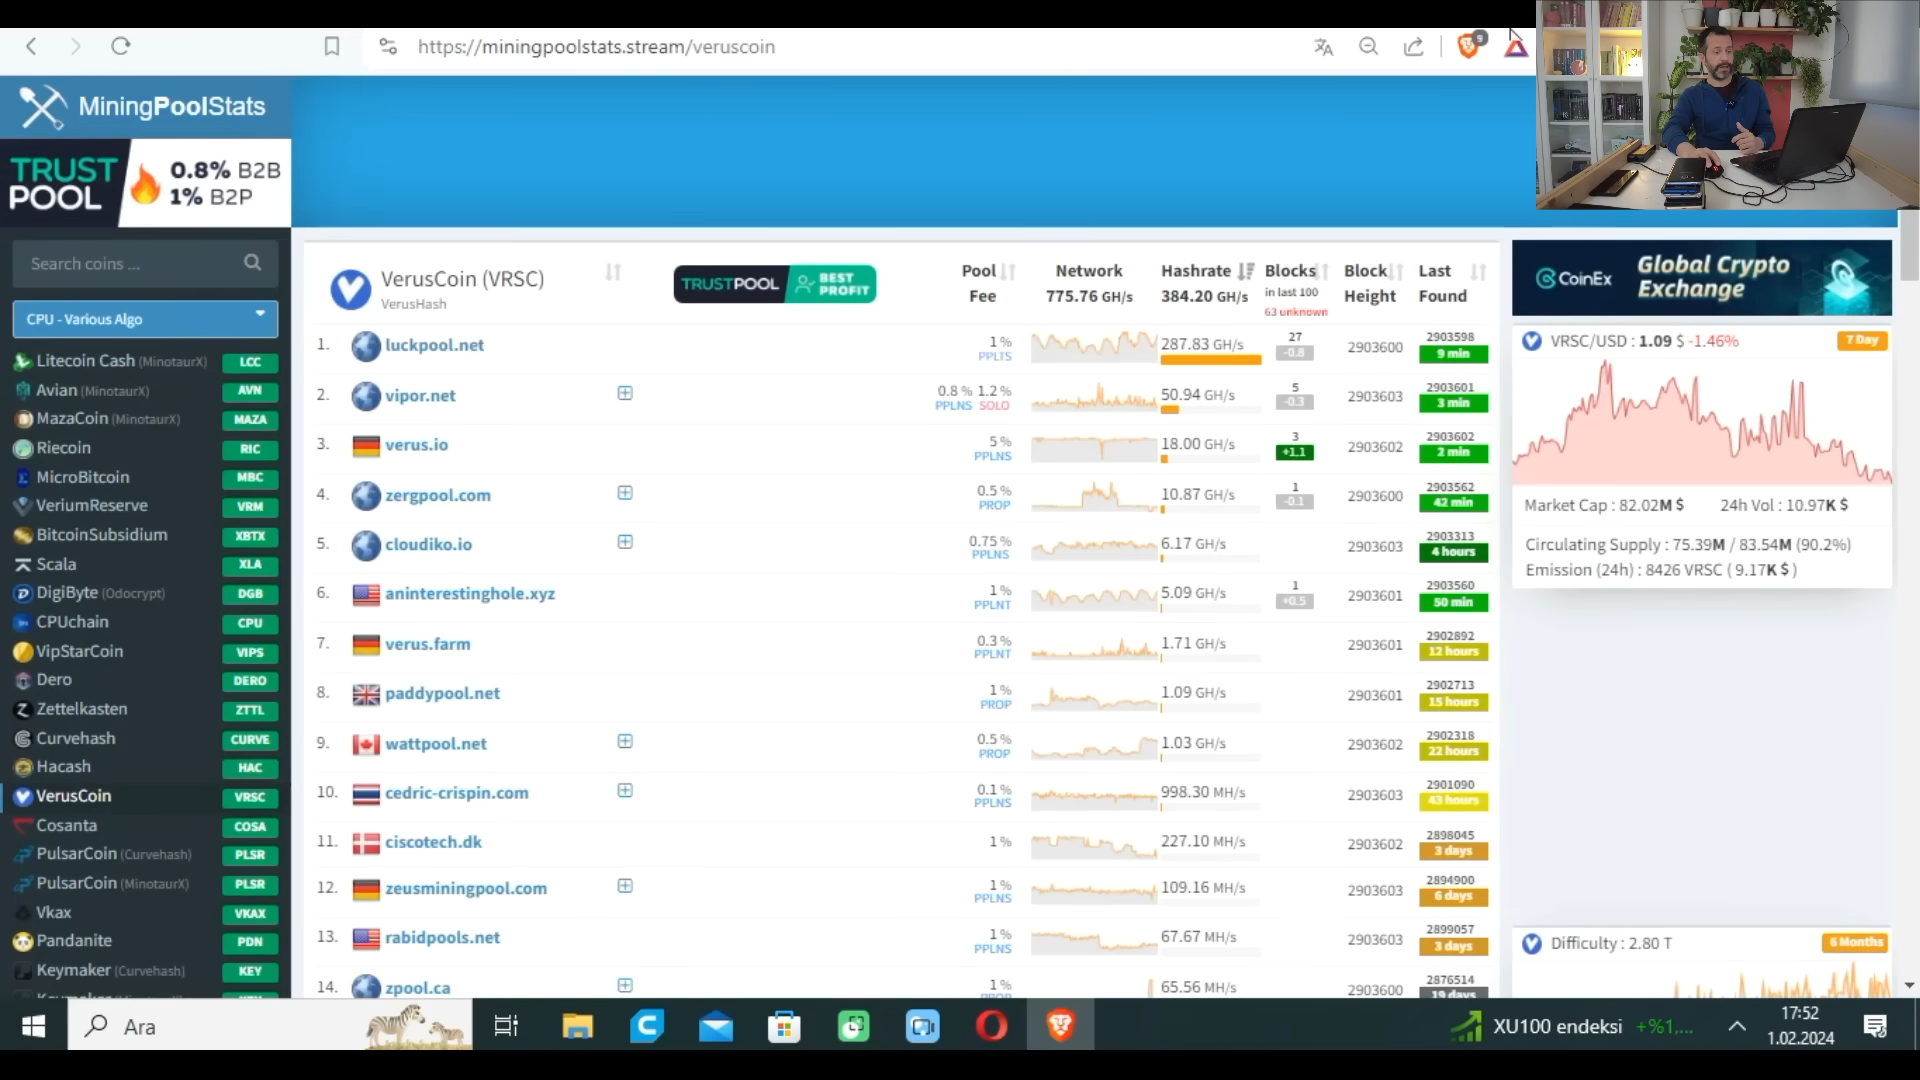 https://miningpoolstats.stream/veruscoin
9
MiningPoolStats
TRUST
POOL
0.8% B2B
1% B2P
Search coins ...
CPU - Various Algo
Litecoin Cash (MinotaurX) LCC
Avian (MinotaurX) AVN
MazaCoin (MinotaurX) MAZA
Riecoin RIC
MicroBitcoin MBC
VeriumReserve VRM
BitcoinSubsidium XBTX
Scala XLA
DigiByte (Odocrypt) DGB
CPUchain CPU
VipStarCoin VIPS
Dero DERO
Zettelkasten ZTTL
Curvehash CURVE
Hacash HAC
VerusCoin VRSC
Cosanta COSA
PulsarCoin (Curvehash) PLSR
PulsarCoin (MinotaurX) PLSR
Vkax VKAX
Pandanite PDN
Keymaker (Curvehash) KEY
VerusCoin (VRSC)
VerusHash
TRUSTPOOL BEST PROFIT
Pool Fee
Network
775.76 GH/s
Hashrate
384.20 GH/s
Blocks
in last 100
63 unknown
Block Height
Last Found
1. luckpool.net 1 % PPLTS 287.83 GH/s 27 -0.8 2903600 2903598 9 min
2. vipor.net 0.8 % 1.2 % PPLNS SOLO 50.94 GH/s 5 -0.3 2903603 2903601 3 min
3. verus.io 5 % PPLNS 18.00 GH/s 3 +1.1 2903602 2903602 2 min
4. zergpool.com 0.5 % PROP 10.87 GH/s 1 -0.1 2903600 2903562 42 min
5. cloudiko.io 0.75 % PPLNS 6.17 GH/s 2903603 2903313 4 hours
6. aninterestinghole.xyz 1 % PPLNT 5.09 GH/s 1 +0.5 2903601 2903560 50 min
7. verus.farm 0.3 % PPLNT 1.71 GH/s 2903601 2902892 12 hours
8. paddypool.net 1 % PROP 1.09 GH/s 2903601 2902713 15 hours
9. wattpool.net 0.5 % PROP 1.03 GH/s 2903602 2902318 22 hours
10. cedric-crispin.com 0.1 % PPLNS 998.30 MH/s 2903603 2901090 43 hours
11. ciscotech.dk 1 % 227.10 MH/s 2903602 2898045 3 days
12. zeusminingpool.com 1 % PPLNS 109.16 MH/s 2903603 2894900 6 days
13. rabidpools.net 1 % PPLNS 67.67 MH/s 2903603 2899057 3 days
14. zpool.ca 1 % 65.56 MH/s 2903600 2876514 19 days
CoinEx
Global Crypto
Exchange
VRSC/USD : 1.09 $ -1.46% 7 Day
Market Cap : 82.02M $ 24h Vol : 10.97K $
Circulating Supply : 75.39M / 83.54M (90.2%)
Emission (24h) : 8426 VRSC ( 9.17K $ )
Difficulty : 2.80 T 6 Months
Ara
XU100 endeksi +%1,...
17:52
1.02.2024